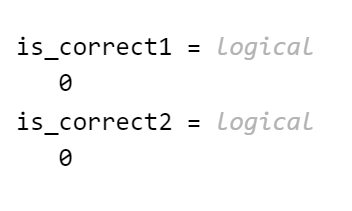 is_correct1 = logical
0
is_correct2 = logical
0